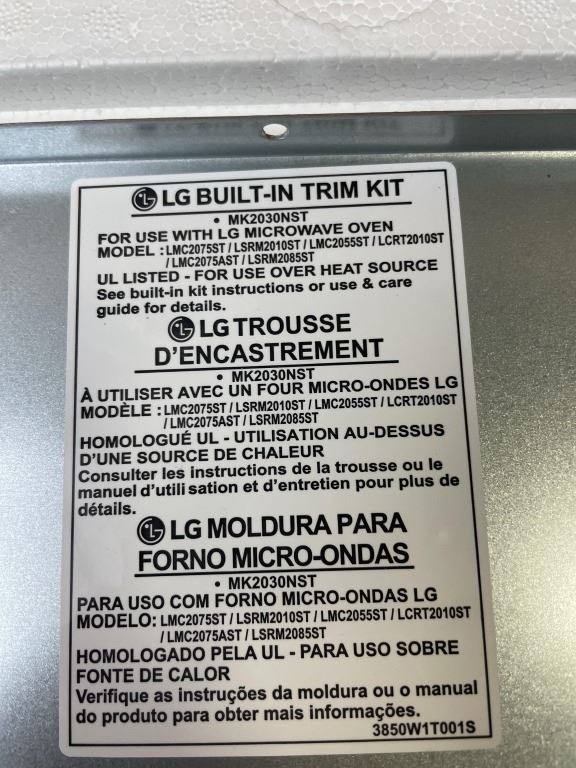 LG BUILT-IN TRIM KIT
• MK2030NST
FOR USE WITH LG MICROWAVE OVEN
MODEL : LMC2075ST / LSRM2010ST / LMC2055ST / LCRT2010ST
/ LMC2075AST / LSRM2085ST
UL LISTED - FOR USE OVER HEAT SOURCE
See built-in kit instructions or use & care
guide for details.
LG TROUSSE
D'ENCASTREMENT
• MK2030NST
À UTILISER AVEC UN FOUR MICRO-ONDES LG
MODÈLE : LMC2075ST / LSRM2010ST / LMC2055ST / LCRT2010ST
/ LMC2075AST / LSRM2085ST
HOMOLOGUÉ UL - UTILISATION AU-DESSUS
D'UNE SOURCE DE CHALEUR
Consulter les instructions de la trousse ou le
manuel d'utili sation et d'entretien pour plus de
détails.
LG MOLDURA PARA
FORNO MICRO-ONDAS
• MK2030NST
PARA USO COM FORNO MICRO-ONDAS LG
MODELO: LMC2075ST / LSRM2010ST / LMC2055ST / LCRT2010ST
/ LMC2075AST / LSRM2085ST
HOMOLOGADO PELA UL - PARA USO SOBRE
FONTE DE CALOR
Verifique as instruções da moldura ou o manual
do produto para obter mais informações.
3850W1T001S